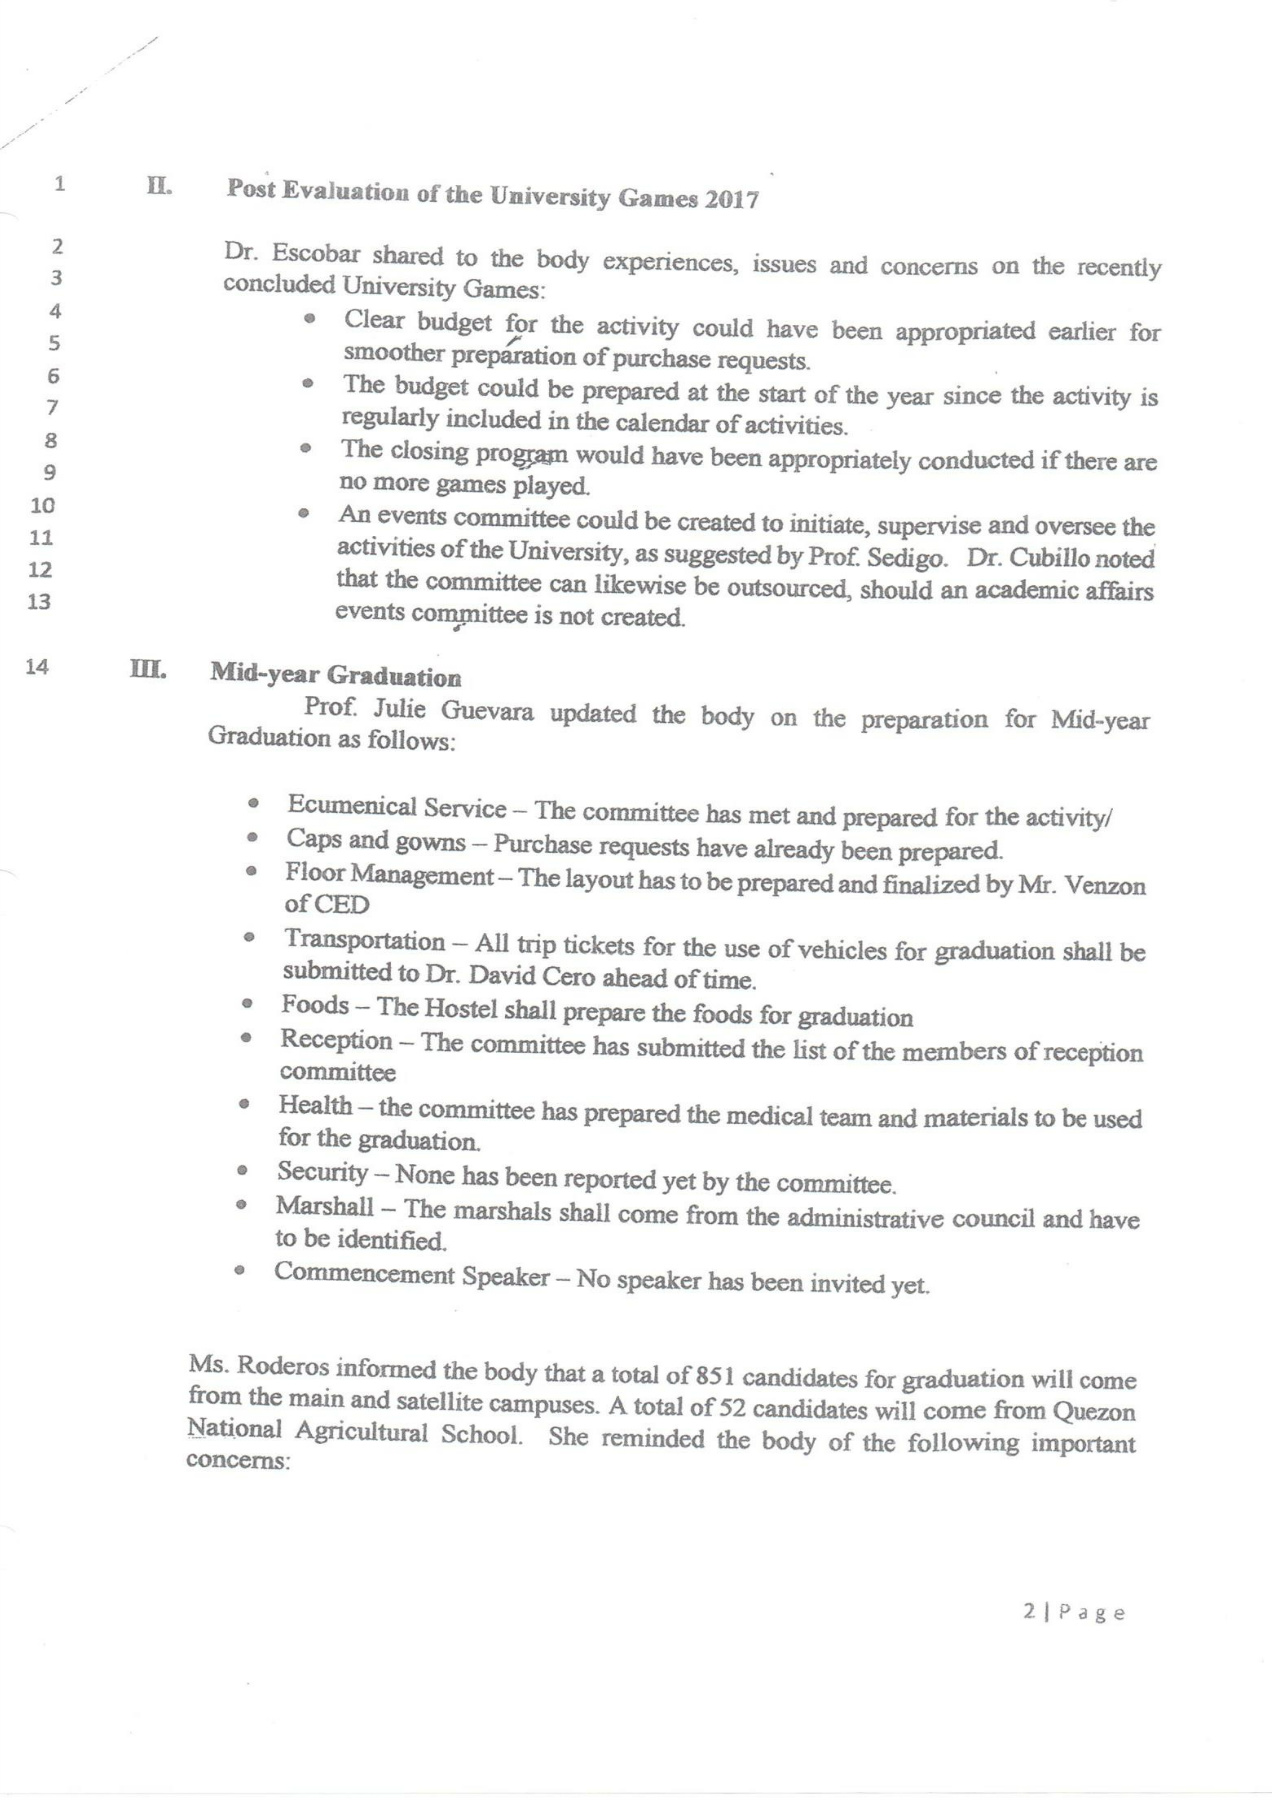 1 II. Post Evaluation of the University Games 2017
2 Dr. Escobar shared to the body experiences, issues and concerns on the recently
3 concluded University Games:
4 • Clear budget for the activity could have been appropriated earlier for
5 smoother preparation of purchase requests.
6 • The budget could be prepared at the start of the year since the activity is
7 regularly included in the calendar of activities.
8 • The closing program would have been appropriately conducted if there are
9 no more games played.
10 • An events committee could be created to initiate, supervise and oversee the
11 activities of the University, as suggested by Prof. Sedigo. Dr. Cubillo noted
12 that the committee can likewise be outsourced, should an academic affairs
13 events committee is not created.
14 III. Mid-year Graduation
Prof. Julie Guevara updated the body on the preparation for Mid-year
Graduation as follows:
• Ecumenical Service – The committee has met and prepared for the activity/
• Caps and gowns – Purchase requests have already been prepared.
• Floor Management – The layout has to be prepared and finalized by Mr. Venzon
of CED
• Transportation – All trip tickets for the use of vehicles for graduation shall be
submitted to Dr. David Cero ahead of time.
• Foods – The Hostel shall prepare the foods for graduation
• Reception – The committee has submitted the list of the members of reception
committee
• Health – the committee has prepared the medical team and materials to be used
for the graduation.
• Security – None has been reported yet by the committee.
• Marshall – The marshals shall come from the administrative council and have
to be identified.
• Commencement Speaker – No speaker has been invited yet.
Ms. Roderos informed the body that a total of 851 candidates for graduation will come
from the main and satellite campuses. A total of 52 candidates will come from Quezon
National Agricultural School. She reminded the body of the following important
concerns:
2 | P a g e